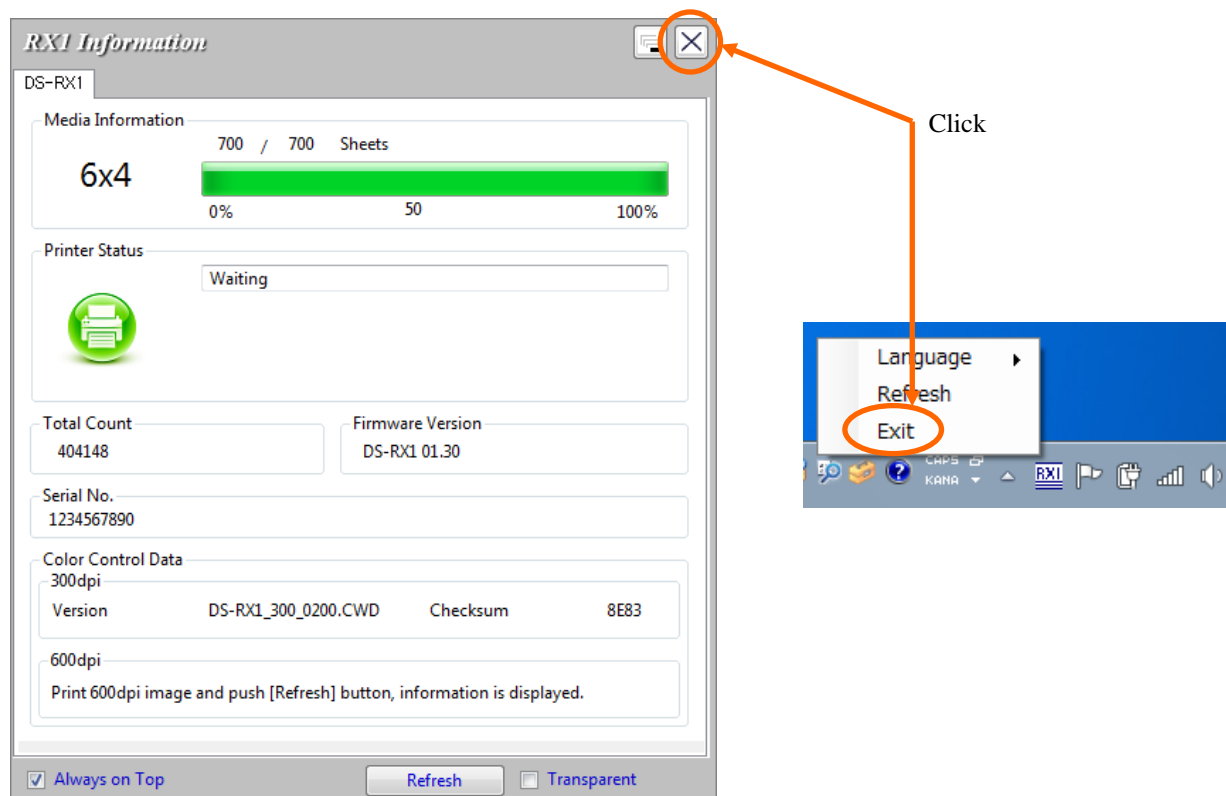 RX1 Information
DS-RX1
Media Information
700 / 700 Sheets
6x4
0% 50 100%
Printer Status
Waiting
Total Count
404148
Firmware Version
DS-RX1 01.30
Serial No.
1234567890
Color Control Data
300dpi
Version DS-RX1_300_0200.CWD Checksum 8E83
600dpi
Print 600dpi image and push [Refresh] button, information is displayed.
Always on Top Refresh Transparent
Click
Language
Refresh
Exit
CAPS
KANA
RX1